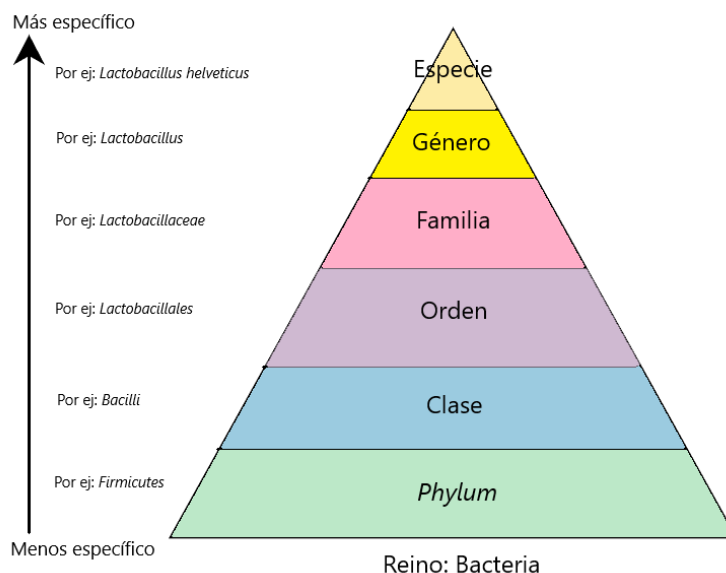 Más específico
Por ej: Lactobacillus helveticus
Especie
Por ej: Lactobacillus
Género
Por ej: Lactobacillaceae
Familia
Por ej: Lactobacillales
Orden
Por ej: Bacilli
Clase
Por ej: Firmicutes
Phylum
Menos específico
Reino: Bacteria